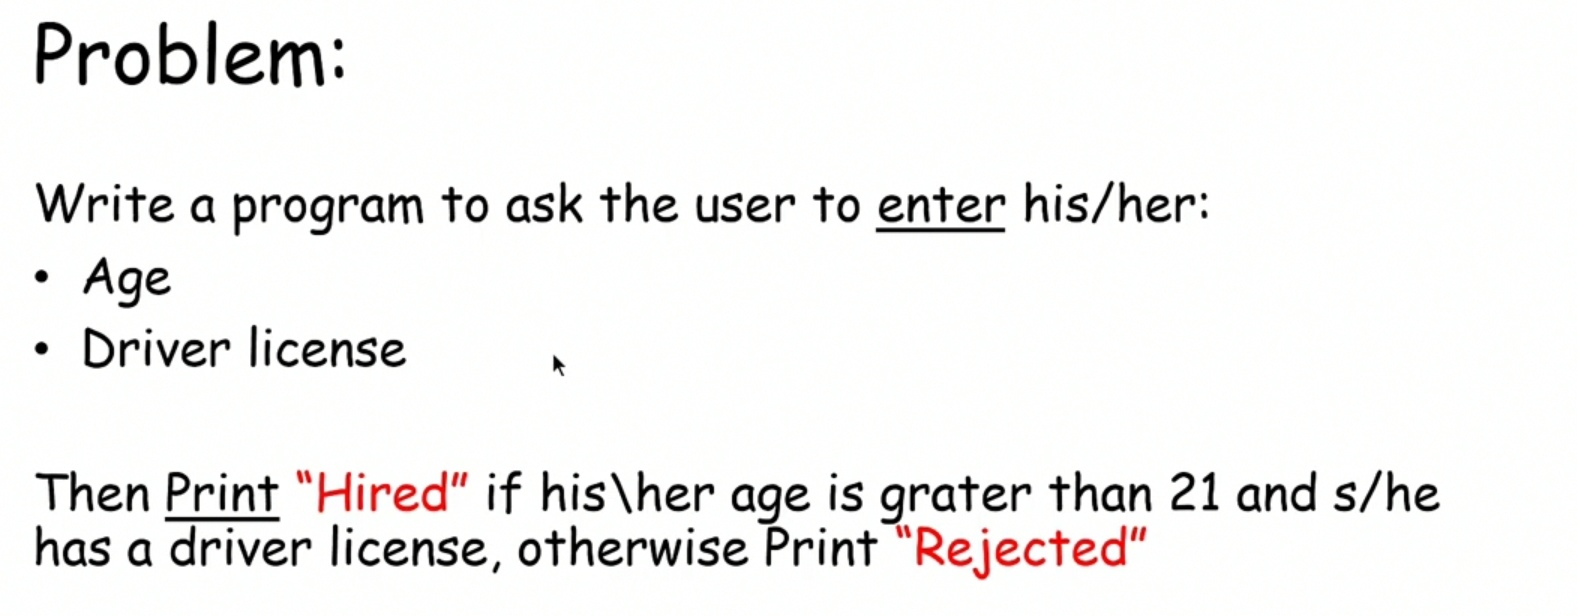 Problem:
Write a program to ask the user to enter his/her:
• Age
• Driver license
Then Print “Hired” if his\her age is grater than 21 and s/he
has a driver license, otherwise Print “Rejected”